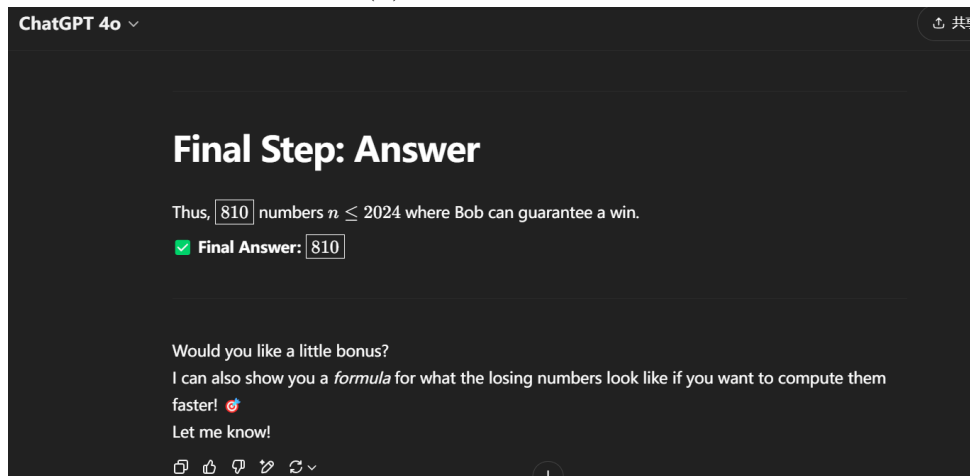 ChatGPT 4o
共享
Final Step: Answer
Thus, 810 numbers n ≤ 2024 where Bob can guarantee a win.
✅ Final Answer: 810
Would you like a little bonus?
I can also show you a formula for what the losing numbers look like if you want to compute them
faster! 🎯
Let me know!